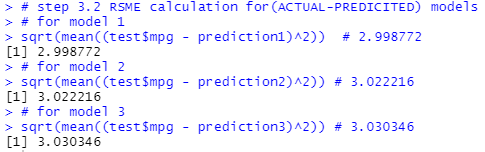 > # step 3.2 RSME calculation for(ACTUAL-PREDICITED) models
> # for model 1
> sqrt(mean((test$mpg - prediction1)^2))  # 2.998772
[1] 2.998772
> # for model 2
> sqrt(mean((test$mpg - prediction2)^2)) # 3.022216
[1] 3.022216
> # for model 3
> sqrt(mean((test$mpg - prediction3)^2)) # 3.030346
[1] 3.030346